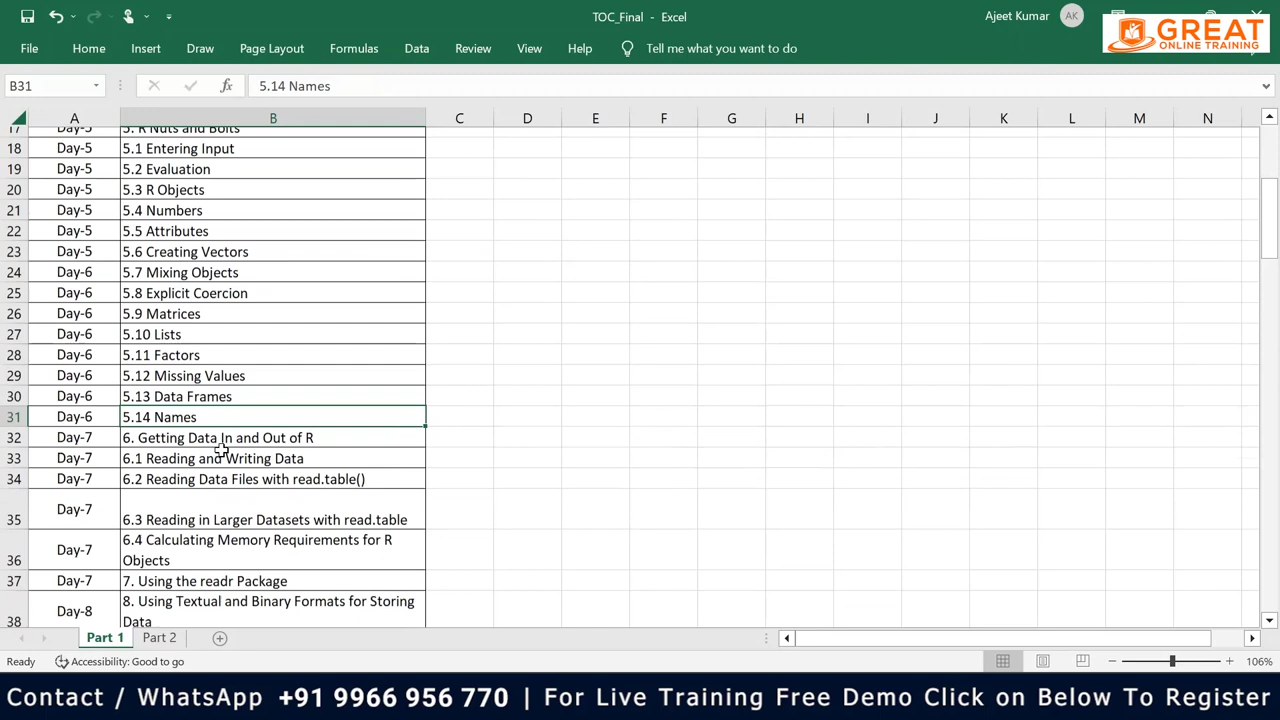 TOC_Final - Excel
Ajeet Kumar
AK
GREAT
ONLINE TRAINING
File Home Insert Draw Page Layout Formulas Data Review View Help Tell me what you want to do
B31
fx
5.14 Names
A B C D E F G H I J K L M N
17 Day-5 5. R Nuts and Bolts
18 Day-5 5.1 Entering Input
19 Day-5 5.2 Evaluation
20 Day-5 5.3 R Objects
21 Day-5 5.4 Numbers
22 Day-5 5.5 Attributes
23 Day-5 5.6 Creating Vectors
24 Day-6 5.7 Mixing Objects
25 Day-6 5.8 Explicit Coercion
26 Day-6 5.9 Matrices
27 Day-6 5.10 Lists
28 Day-6 5.11 Factors
29 Day-6 5.12 Missing Values
30 Day-6 5.13 Data Frames
31 Day-6 5.14 Names
32 Day-7 6. Getting Data In and Out of R
33 Day-7 6.1 Reading and Writing Data
34 Day-7 6.2 Reading Data Files with read.table()
35 Day-7 6.3 Reading in Larger Datasets with read.table
36 Day-7 6.4 Calculating Memory Requirements for R
Objects
37 Day-7 7. Using the readr Package
38 Day-8 8. Using Textual and Binary Formats for Storing
Data
Part 1 Part 2
Ready Accessibility: Good to go
106%
Contact / WhatsApp +91 9966 956 770 | For Live Training Free Demo Click on Below To Register